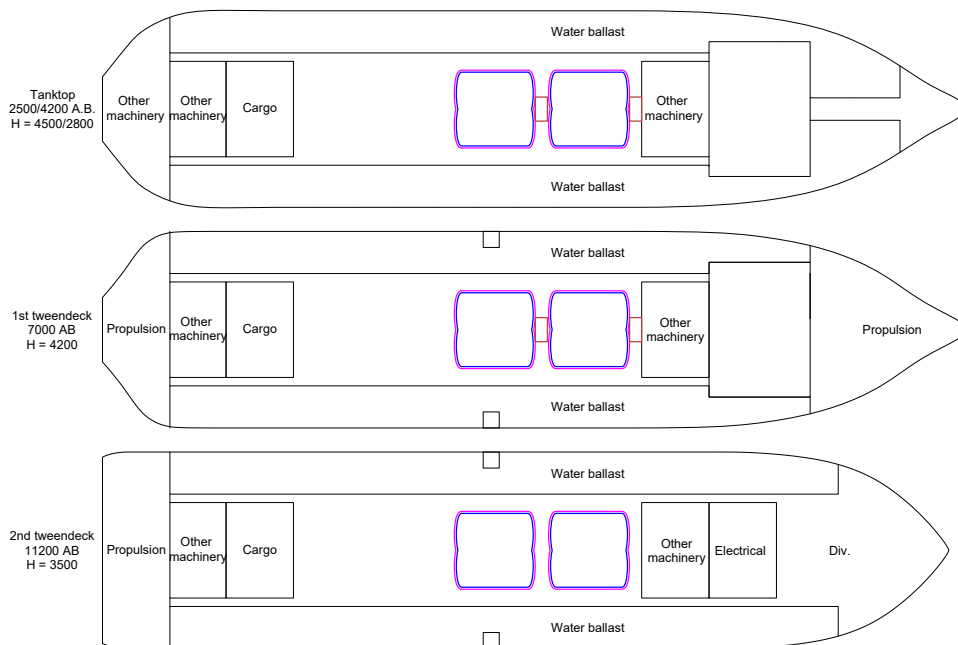 Water ballast
Tanktop
2500/4200 A.B.
H = 4500/2800
Other
machinery
Other
machinery
Cargo
Other
machinery
Water ballast
Water ballast
1st tweendeck
7000 AB
H = 4200
Propulsion
Other
machinery
Cargo
Other
machinery
Propulsion
Water ballast
Water ballast
2nd tweendeck
11200 AB
H = 3500
Propulsion
Other
machinery
Cargo
Other
machinery
Electrical
Div.
Water ballast